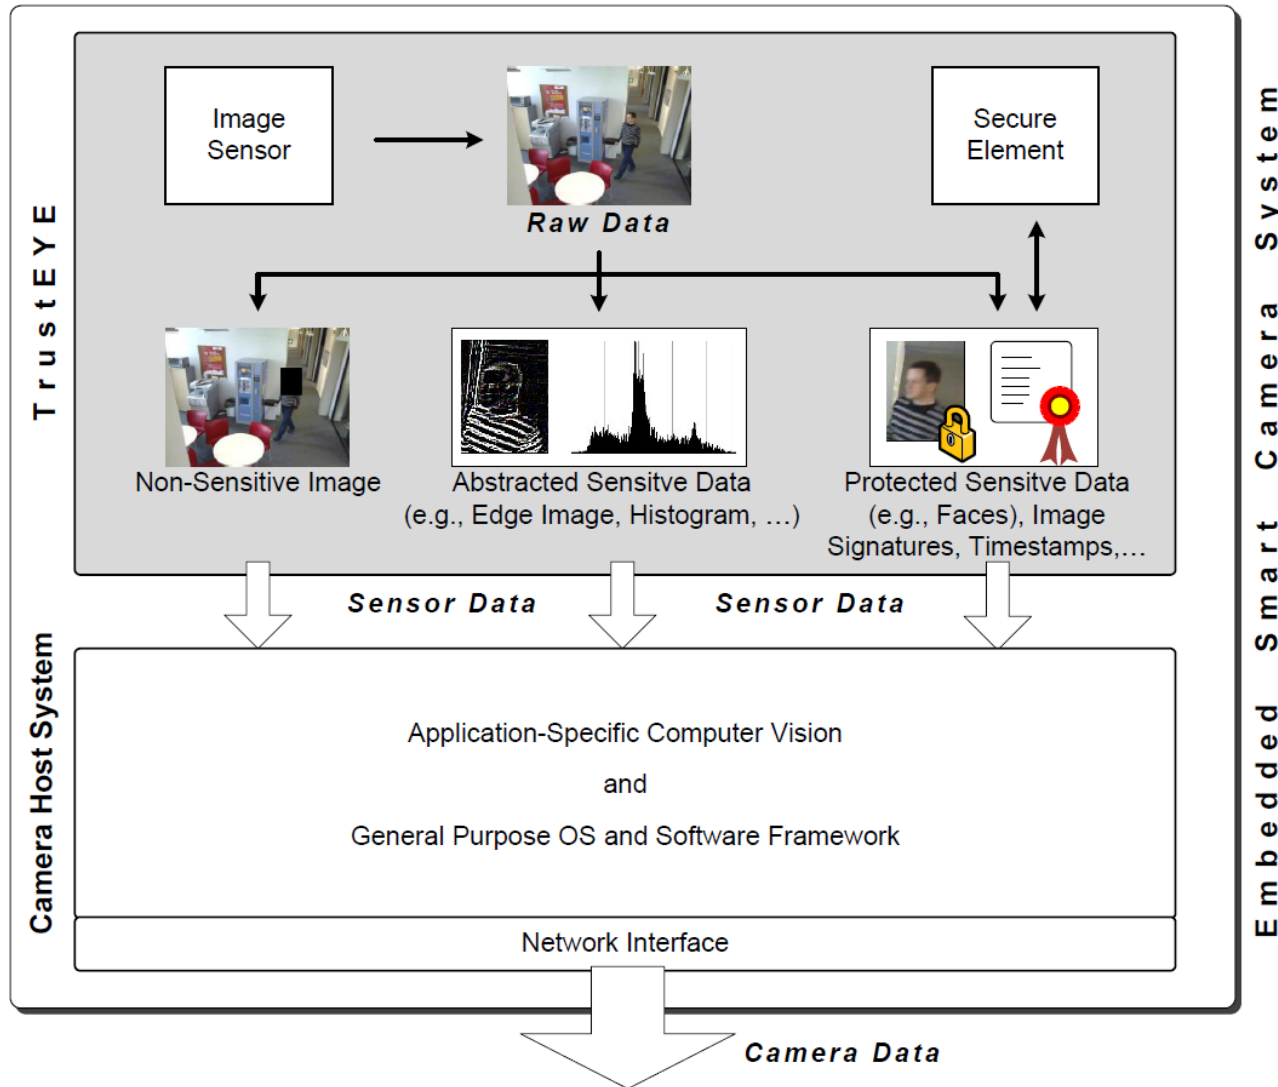 Image
Sensor
Secure
Element
Raw Data
TrustEYE
Non-Sensitive Image
Abstracted Sensitve Data
(e.g., Edge Image, Histogram, …)
Protected Sensitve Data
(e.g., Faces), Image
Signatures, Timestamps,…
Sensor Data
Sensor Data
Camera Host System
Application-Specific Computer Vision
and
General Purpose OS and Software Framework
Network Interface
Embedded Smart Camera System
Camera Data